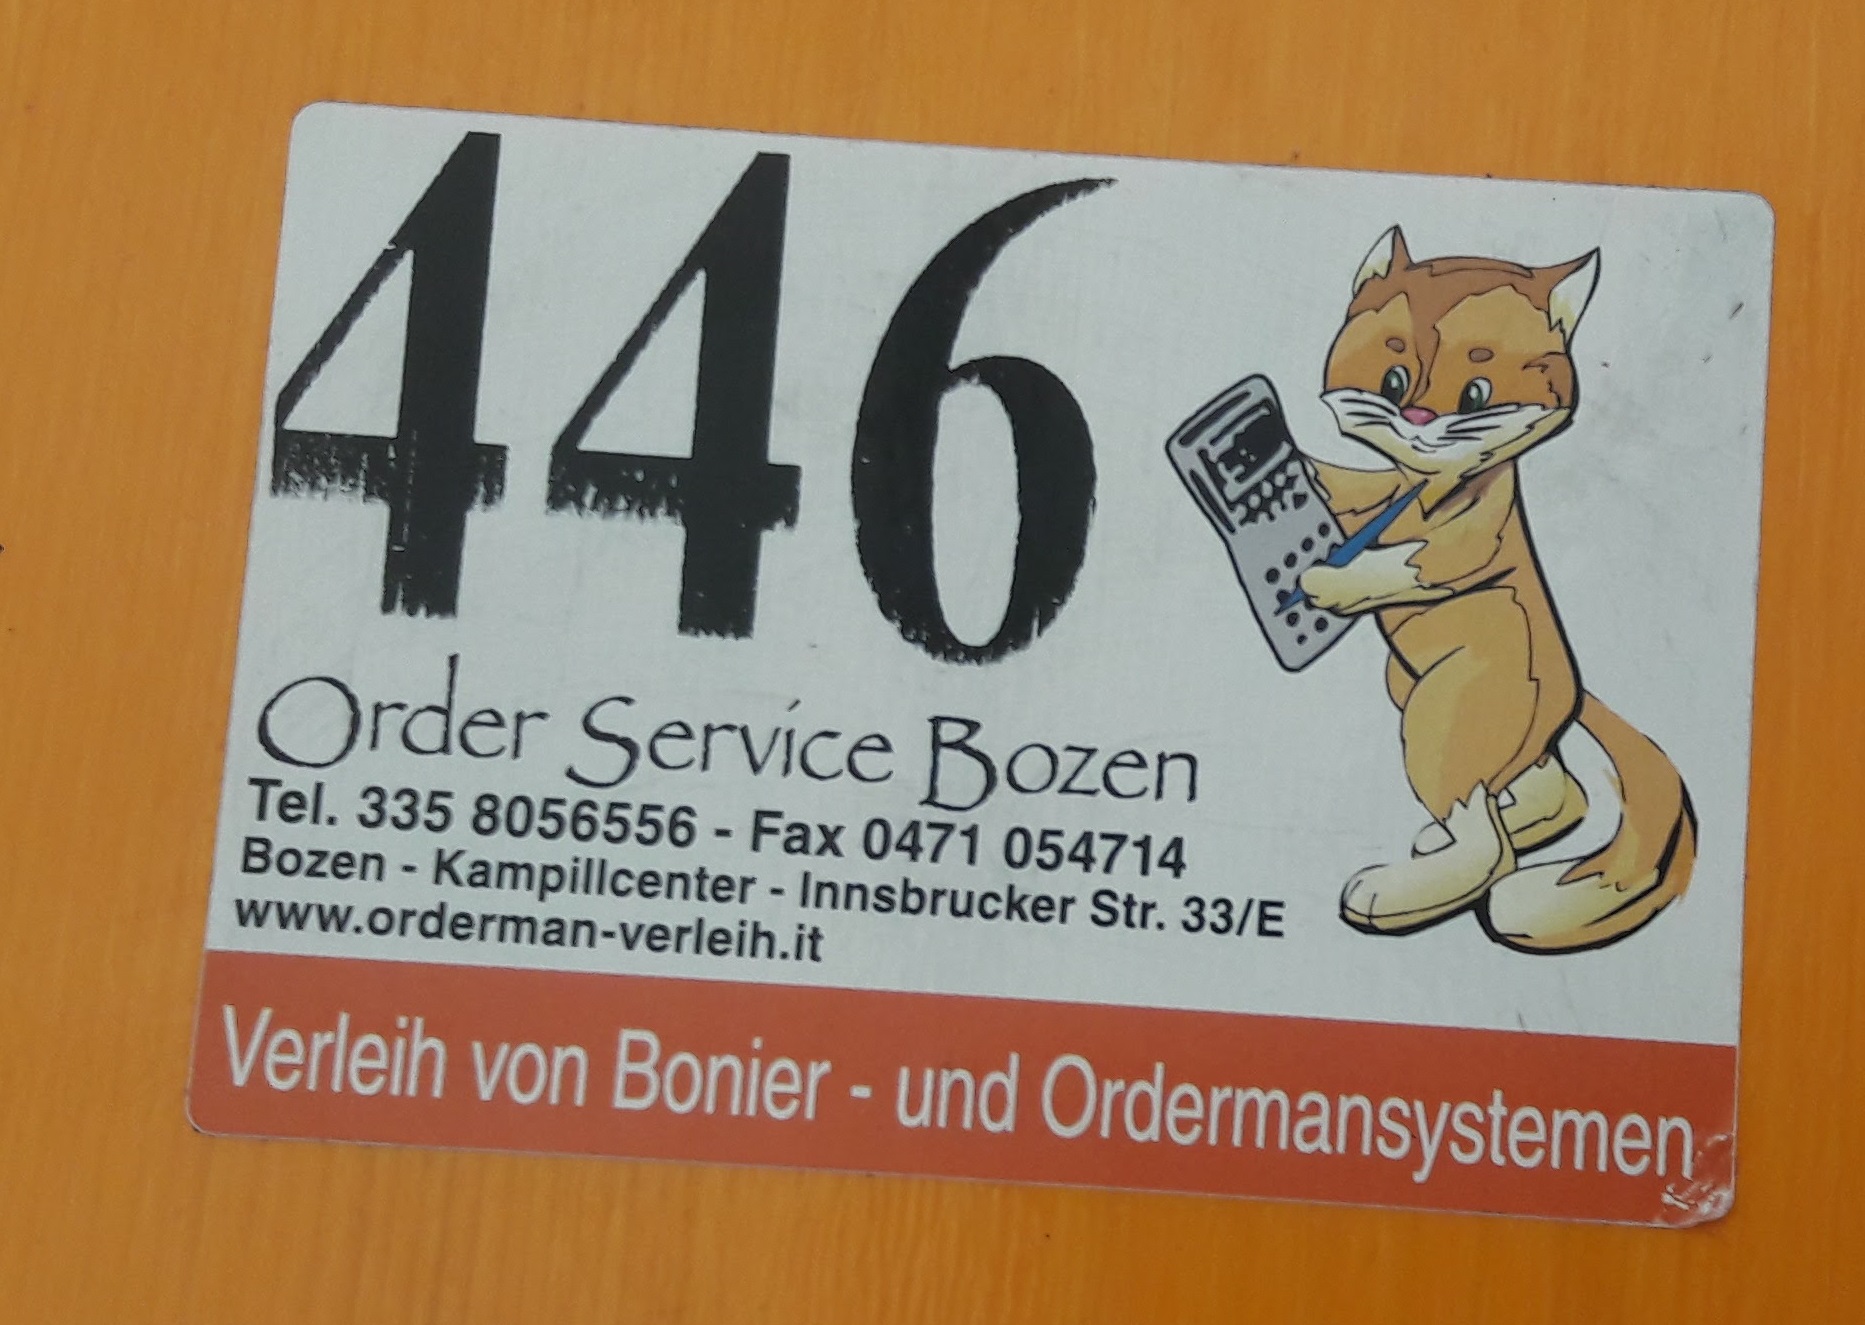 446
Order Service Bozen
Tel. 335 8056556 - Fax 0471 054714
Bozen - Kampillcenter - Innsbrucker Str. 33/E
www.orderman-verleih.it
Verleih von Bonier - und Ordermansystemen